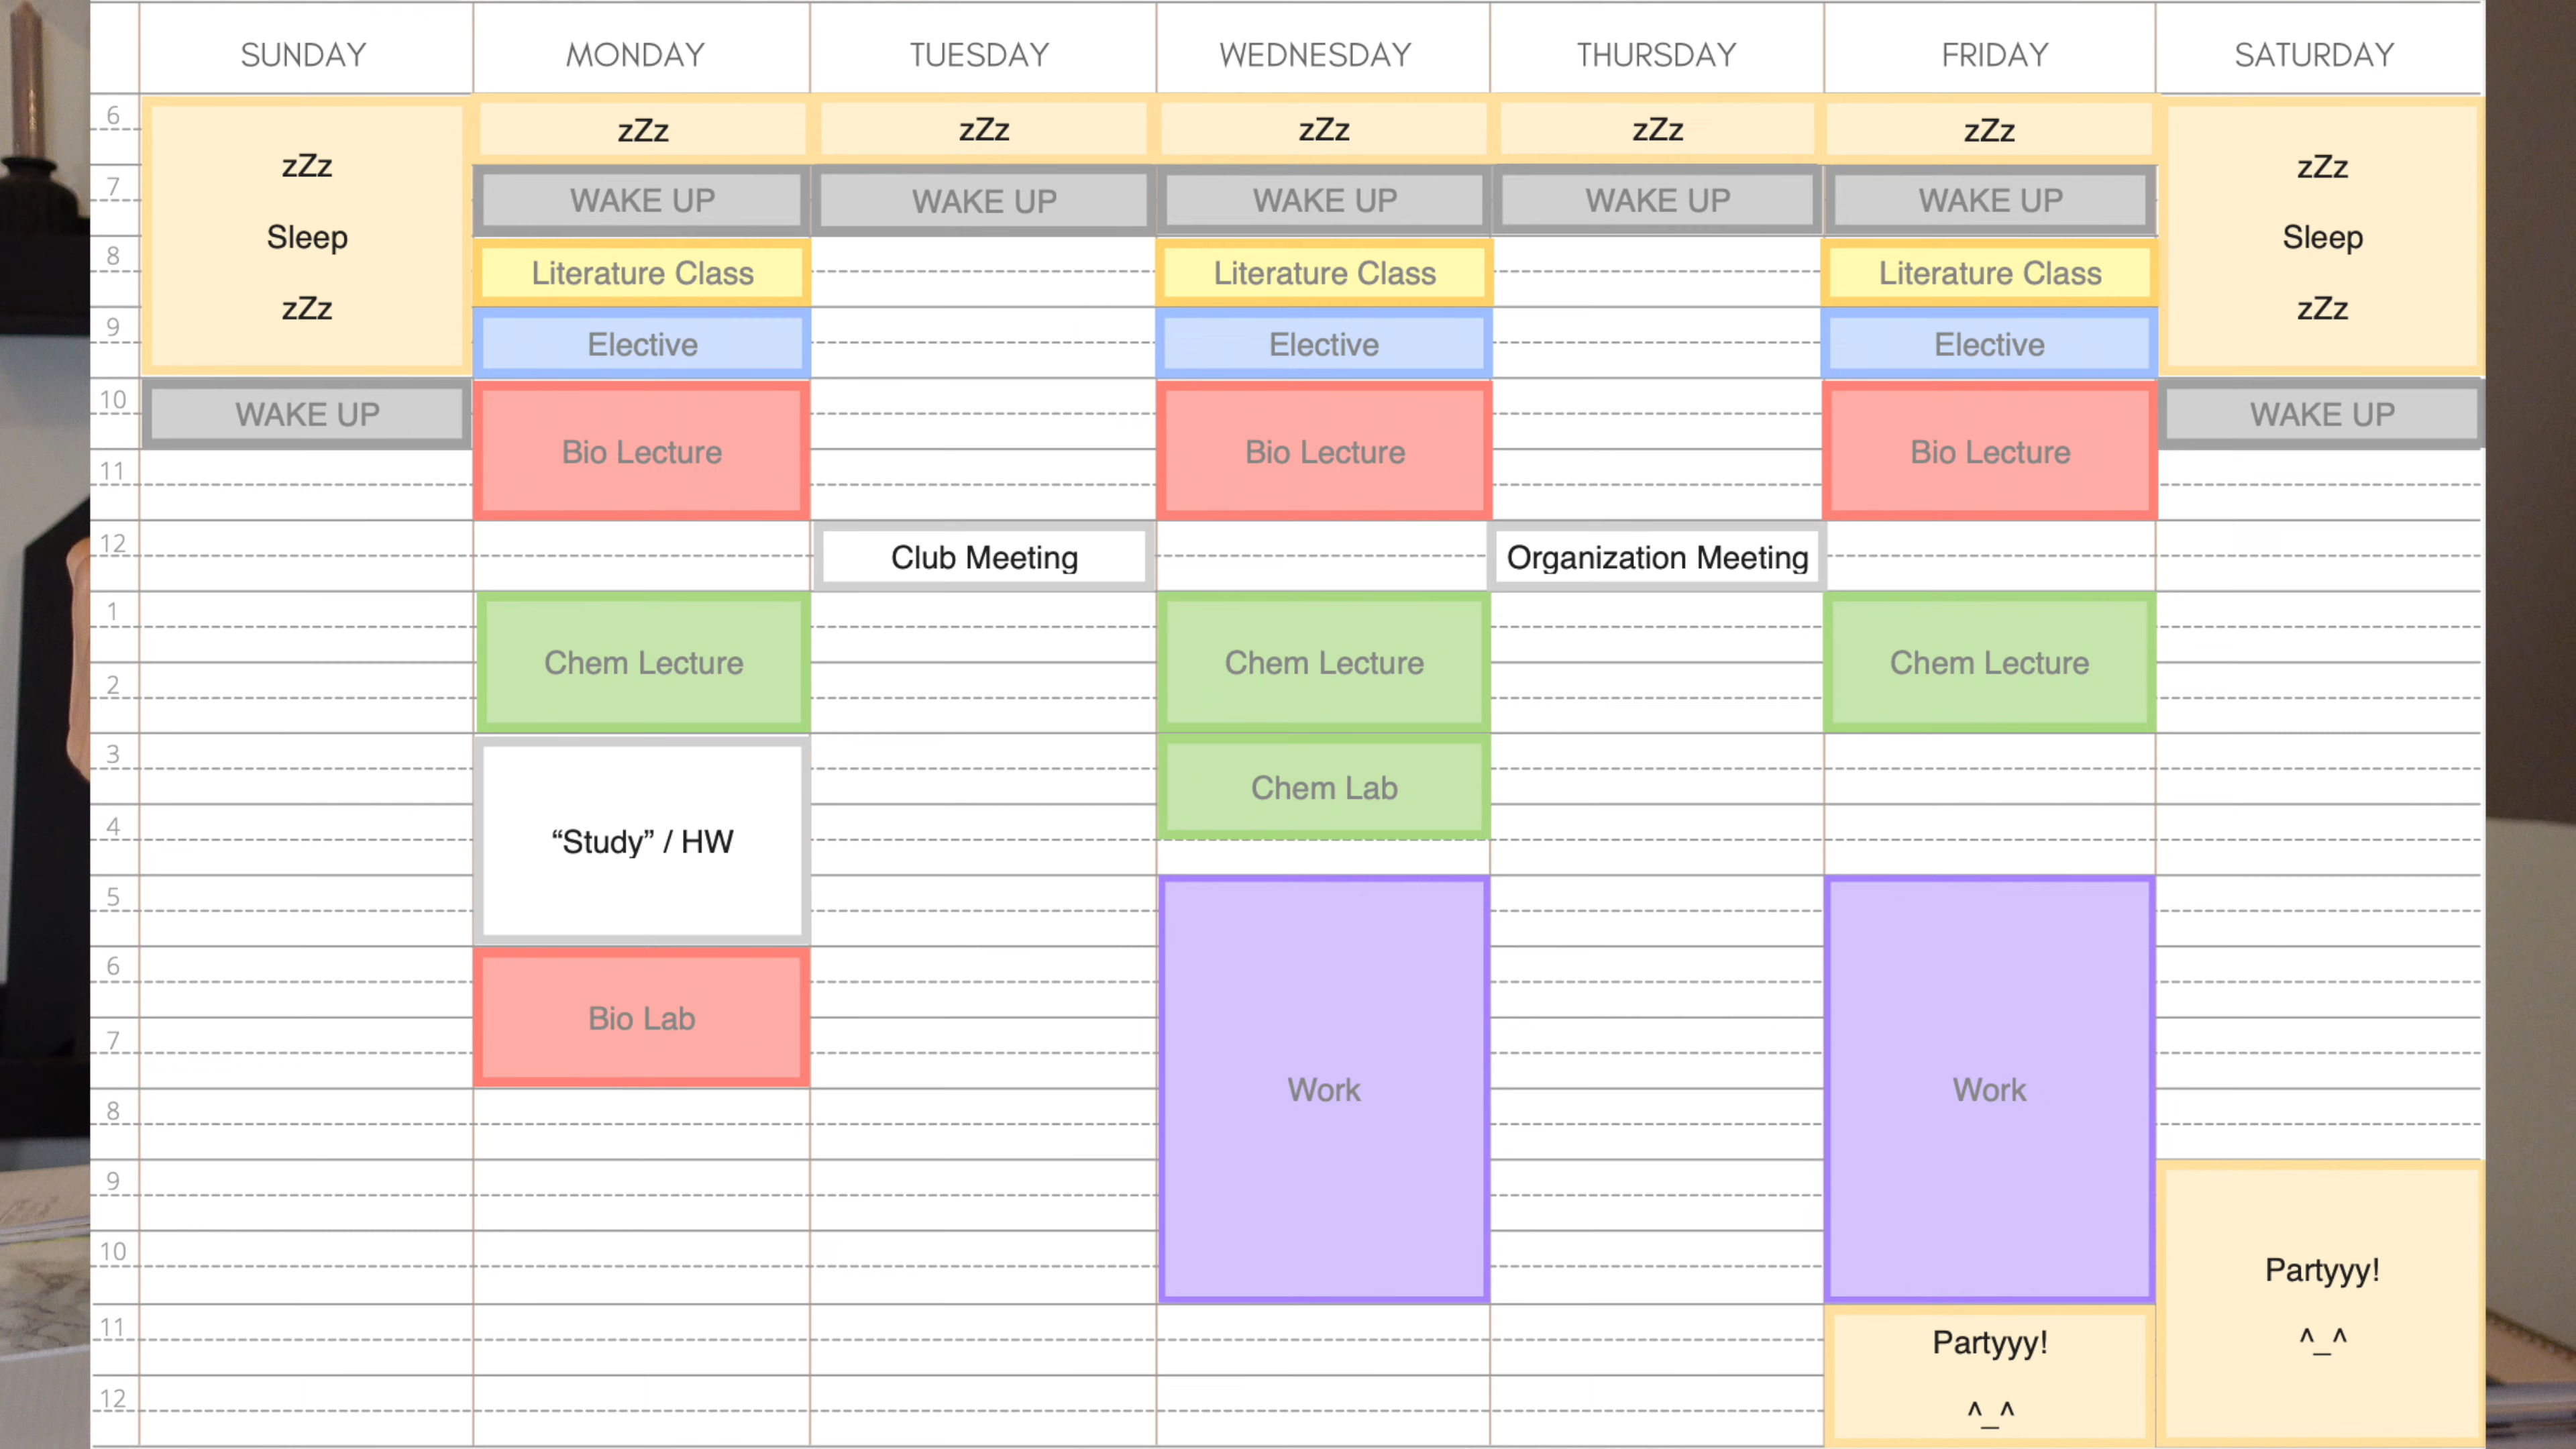 SUNDAY MONDAY TUESDAY WEDNESDAY THURSDAY FRIDAY SATURDAY
6 zZz zZz zZz zZz zZz
zZz zZz
7 WAKE UP WAKE UP WAKE UP WAKE UP WAKE UP
Sleep Sleep
8 Literature Class Literature Class Literature Class
zZz zZz
9 Elective Elective Elective
10 WAKE UP WAKE UP
Bio Lecture Bio Lecture Bio Lecture
11
12 Club Meeting Organization Meeting
1
Chem Lecture Chem Lecture Chem Lecture
2
3
Chem Lab
4 “Study” / HW
5
6
Bio Lab
7
Work Work
8
9
10 Partyyy!
11 Partyyy! ^_^
12 ^_^